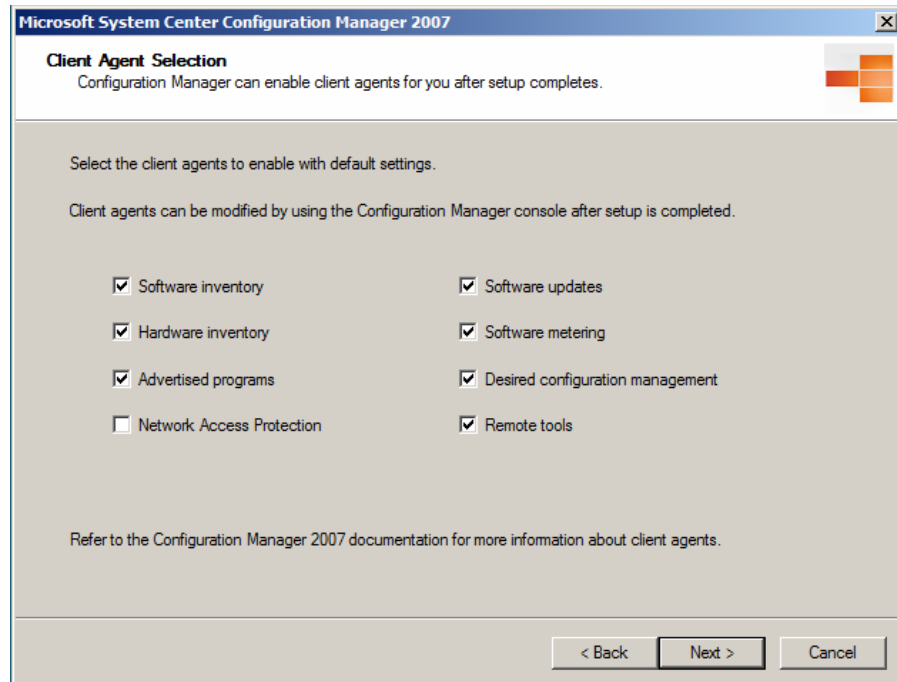 Microsoft System Center Configuration Manager 2007
Client Agent Selection
Configuration Manager can enable client agents for you after setup completes.
Select the client agents to enable with default settings.
Client agents can be modified by using the Configuration Manager console after setup is completed.
Software inventory
Software updates
Hardware inventory
Software metering
Advertised programs
Desired configuration management
Network Access Protection
Remote tools
Refer to the Configuration Manager 2007 documentation for more information about client agents.
< Back
Next >
Cancel